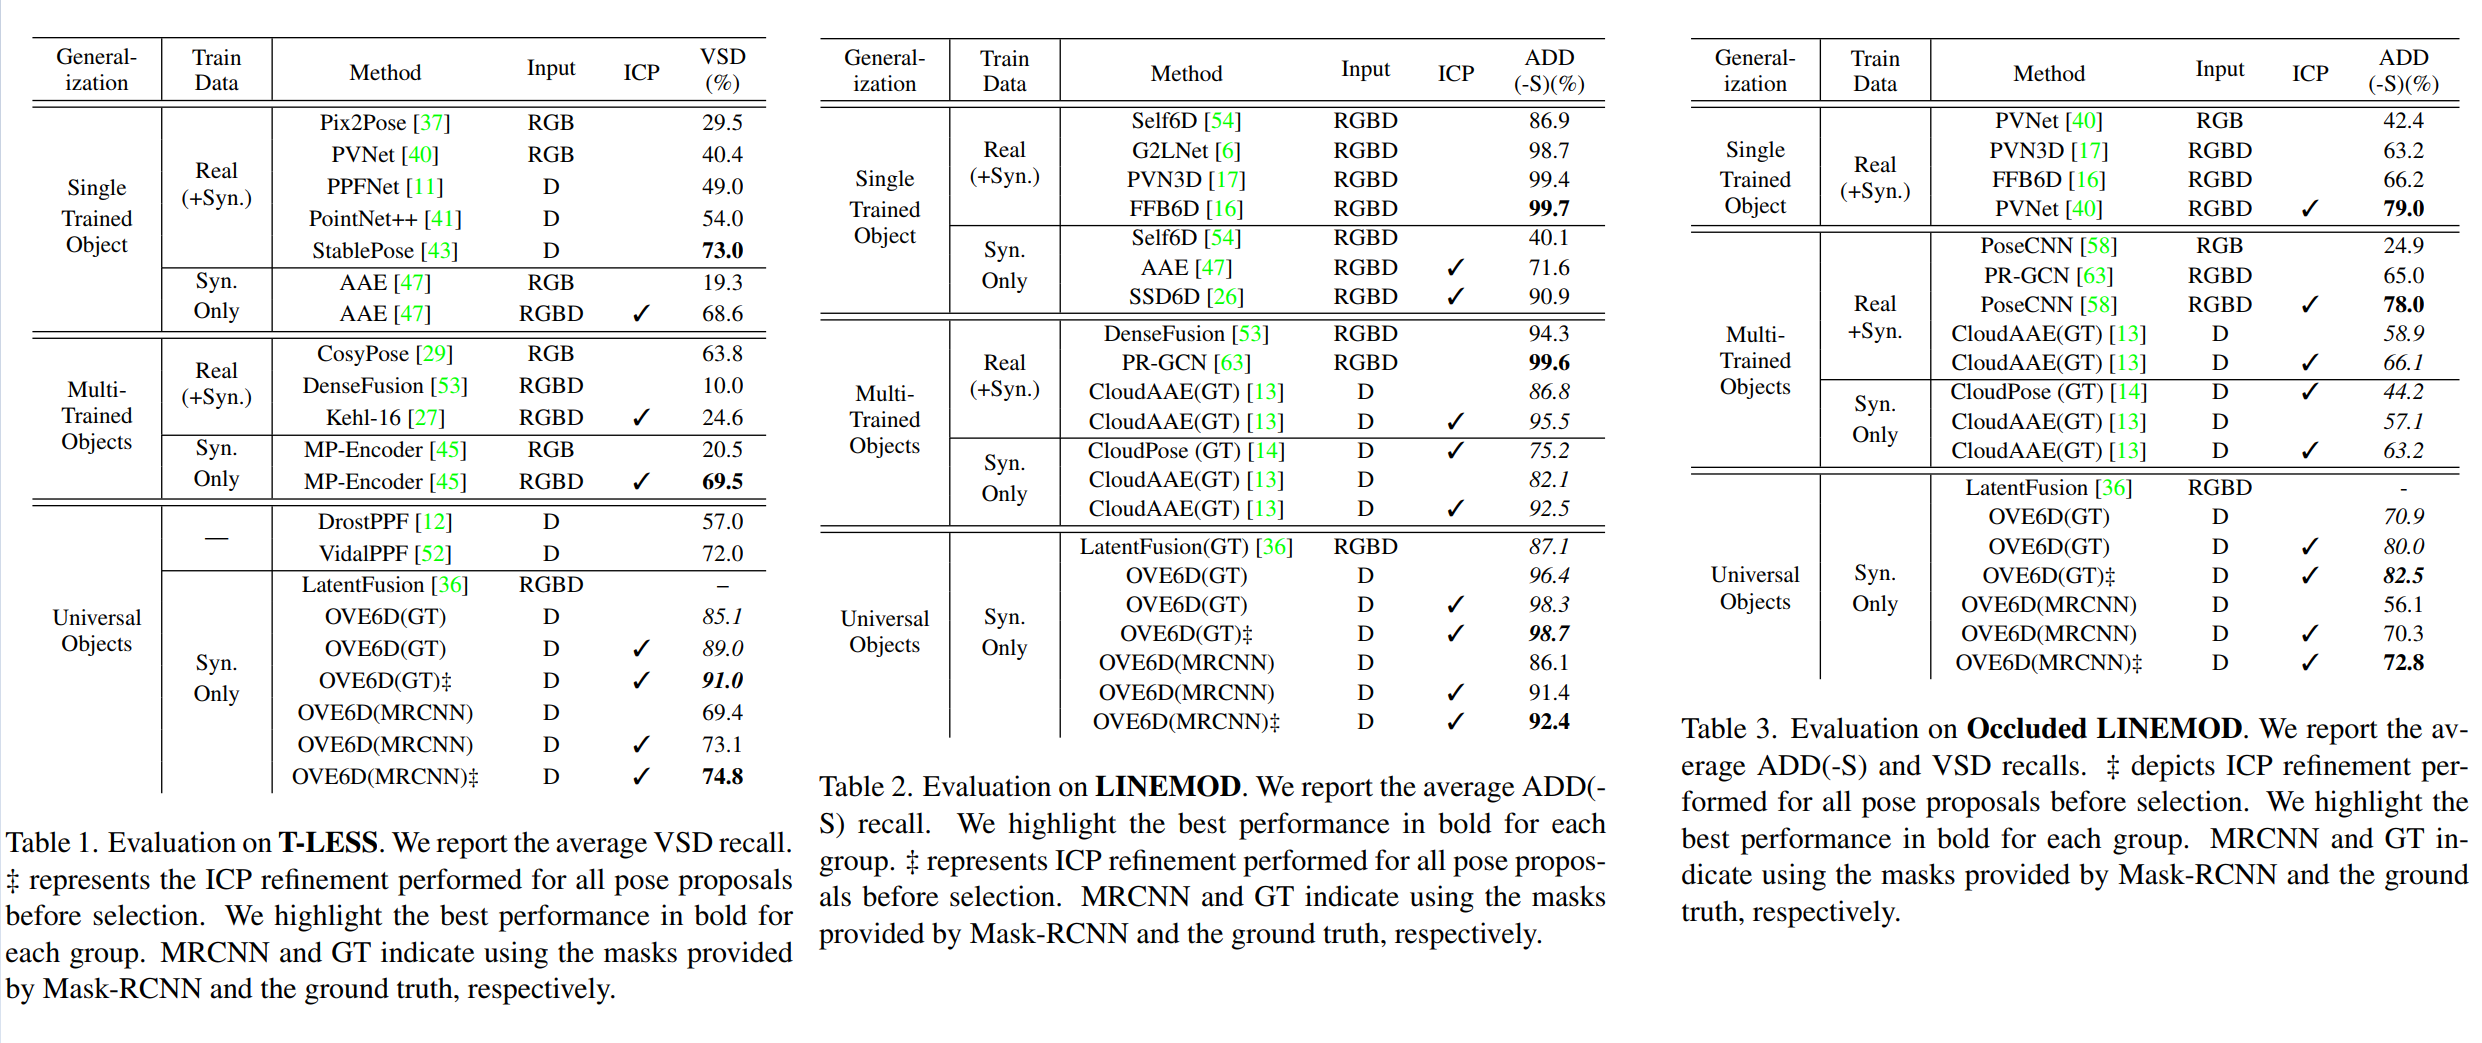 General- Train Method Input ICP VSD
ization Data (%)
Single Trained Object Real (+Syn.) Pix2Pose [37] RGB 29.5
PVNet [40] RGB 40.4
PPFNet [11] D 49.0
PointNet++ [41] D 54.0
StablePose [43] D 73.0
Syn. Only AAE [47] RGB 19.3
AAE [47] RGBD ✓ 68.6
Multi- Trained Objects Real (+Syn.) CosyPose [29] RGB 63.8
DenseFusion [53] RGBD 10.0
Kehl-16 [27] RGBD ✓ 24.6
Syn. Only MP-Encoder [45] RGB 20.5
MP-Encoder [45] RGBD ✓ 69.5
Universal Objects — DrostPPF [12] D 57.0
VidalPPF [52] D 72.0
Syn. Only LatentFusion [36] RGBD –
OVE6D(GT) D 85.1
OVE6D(GT) D ✓ 89.0
OVE6D(GT)‡ D ✓ 91.0
OVE6D(MRCNN) D 69.4
OVE6D(MRCNN) D ✓ 73.1
OVE6D(MRCNN)‡ D ✓ 74.8
Table 1. Evaluation on T-LESS. We report the average VSD recall.
‡ represents the ICP refinement performed for all pose proposals
before selection. We highlight the best performance in bold for
each group. MRCNN and GT indicate using the masks provided
by Mask-RCNN and the ground truth, respectively.
General- Train Method Input ICP ADD
ization Data (-S)(%)
Single Trained Object Real (+Syn.) Self6D [54] RGBD 86.9
G2LNet [6] RGBD 98.7
PVN3D [17] RGBD 99.4
FFB6D [16] RGBD 99.7
Syn. Only Self6D [54] RGBD 40.1
AAE [47] RGBD ✓ 71.6
SSD6D [26] RGBD ✓ 90.9
Multi- Trained Objects Real (+Syn.) DenseFusion [53] RGBD 94.3
PR-GCN [63] RGBD 99.6
CloudAAE(GT) [13] D 86.8
CloudAAE(GT) [13] D ✓ 95.5
Syn. Only CloudPose (GT) [14] D ✓ 75.2
CloudAAE(GT) [13] D 82.1
CloudAAE(GT) [13] D ✓ 92.5
Universal Objects Syn. Only LatentFusion(GT) [36] RGBD 87.1
OVE6D(GT) D 96.4
OVE6D(GT) D ✓ 98.3
OVE6D(GT)‡ D ✓ 98.7
OVE6D(MRCNN) D 86.1
OVE6D(MRCNN) D ✓ 91.4
OVE6D(MRCNN)‡ D ✓ 92.4
Table 2. Evaluation on LINEMOD. We report the average ADD(-
S) recall. We highlight the best performance in bold for each
group. ‡ represents ICP refinement performed for all pose propos-
als before selection. MRCNN and GT indicate using the masks
provided by Mask-RCNN and the ground truth, respectively.
General- Train Method Input ICP ADD
ization Data (-S)(%)
Single Trained Object Real (+Syn.) PVNet [40] RGB 42.4
PVN3D [17] RGBD 63.2
FFB6D [16] RGBD 66.2
PVNet [40] RGBD ✓ 79.0
Multi- Trained Objects Real +Syn. PoseCNN [58] RGB 24.9
PR-GCN [63] RGBD 65.0
PoseCNN [58] RGBD ✓ 78.0
CloudAAE(GT) [13] D 58.9
CloudAAE(GT) [13] D ✓ 66.1
Syn. Only CloudPose (GT) [14] D ✓ 44.2
CloudAAE(GT) [13] D 57.1
CloudAAE(GT) [13] D ✓ 63.2
Universal Objects Syn. Only LatentFusion [36] RGBD -
OVE6D(GT) D 70.9
OVE6D(GT) D ✓ 80.0
OVE6D(GT)‡ D ✓ 82.5
OVE6D(MRCNN) D 56.1
OVE6D(MRCNN) D ✓ 70.3
OVE6D(MRCNN)‡ D ✓ 72.8
Table 3. Evaluation on Occluded LINEMOD. We report the av-
erage ADD(-S) and VSD recalls. ‡ depicts ICP refinement per-
formed for all pose proposals before selection. We highlight the
best performance in bold for each group. MRCNN and GT in-
dicate using the masks provided by Mask-RCNN and the ground
truth, respectively.